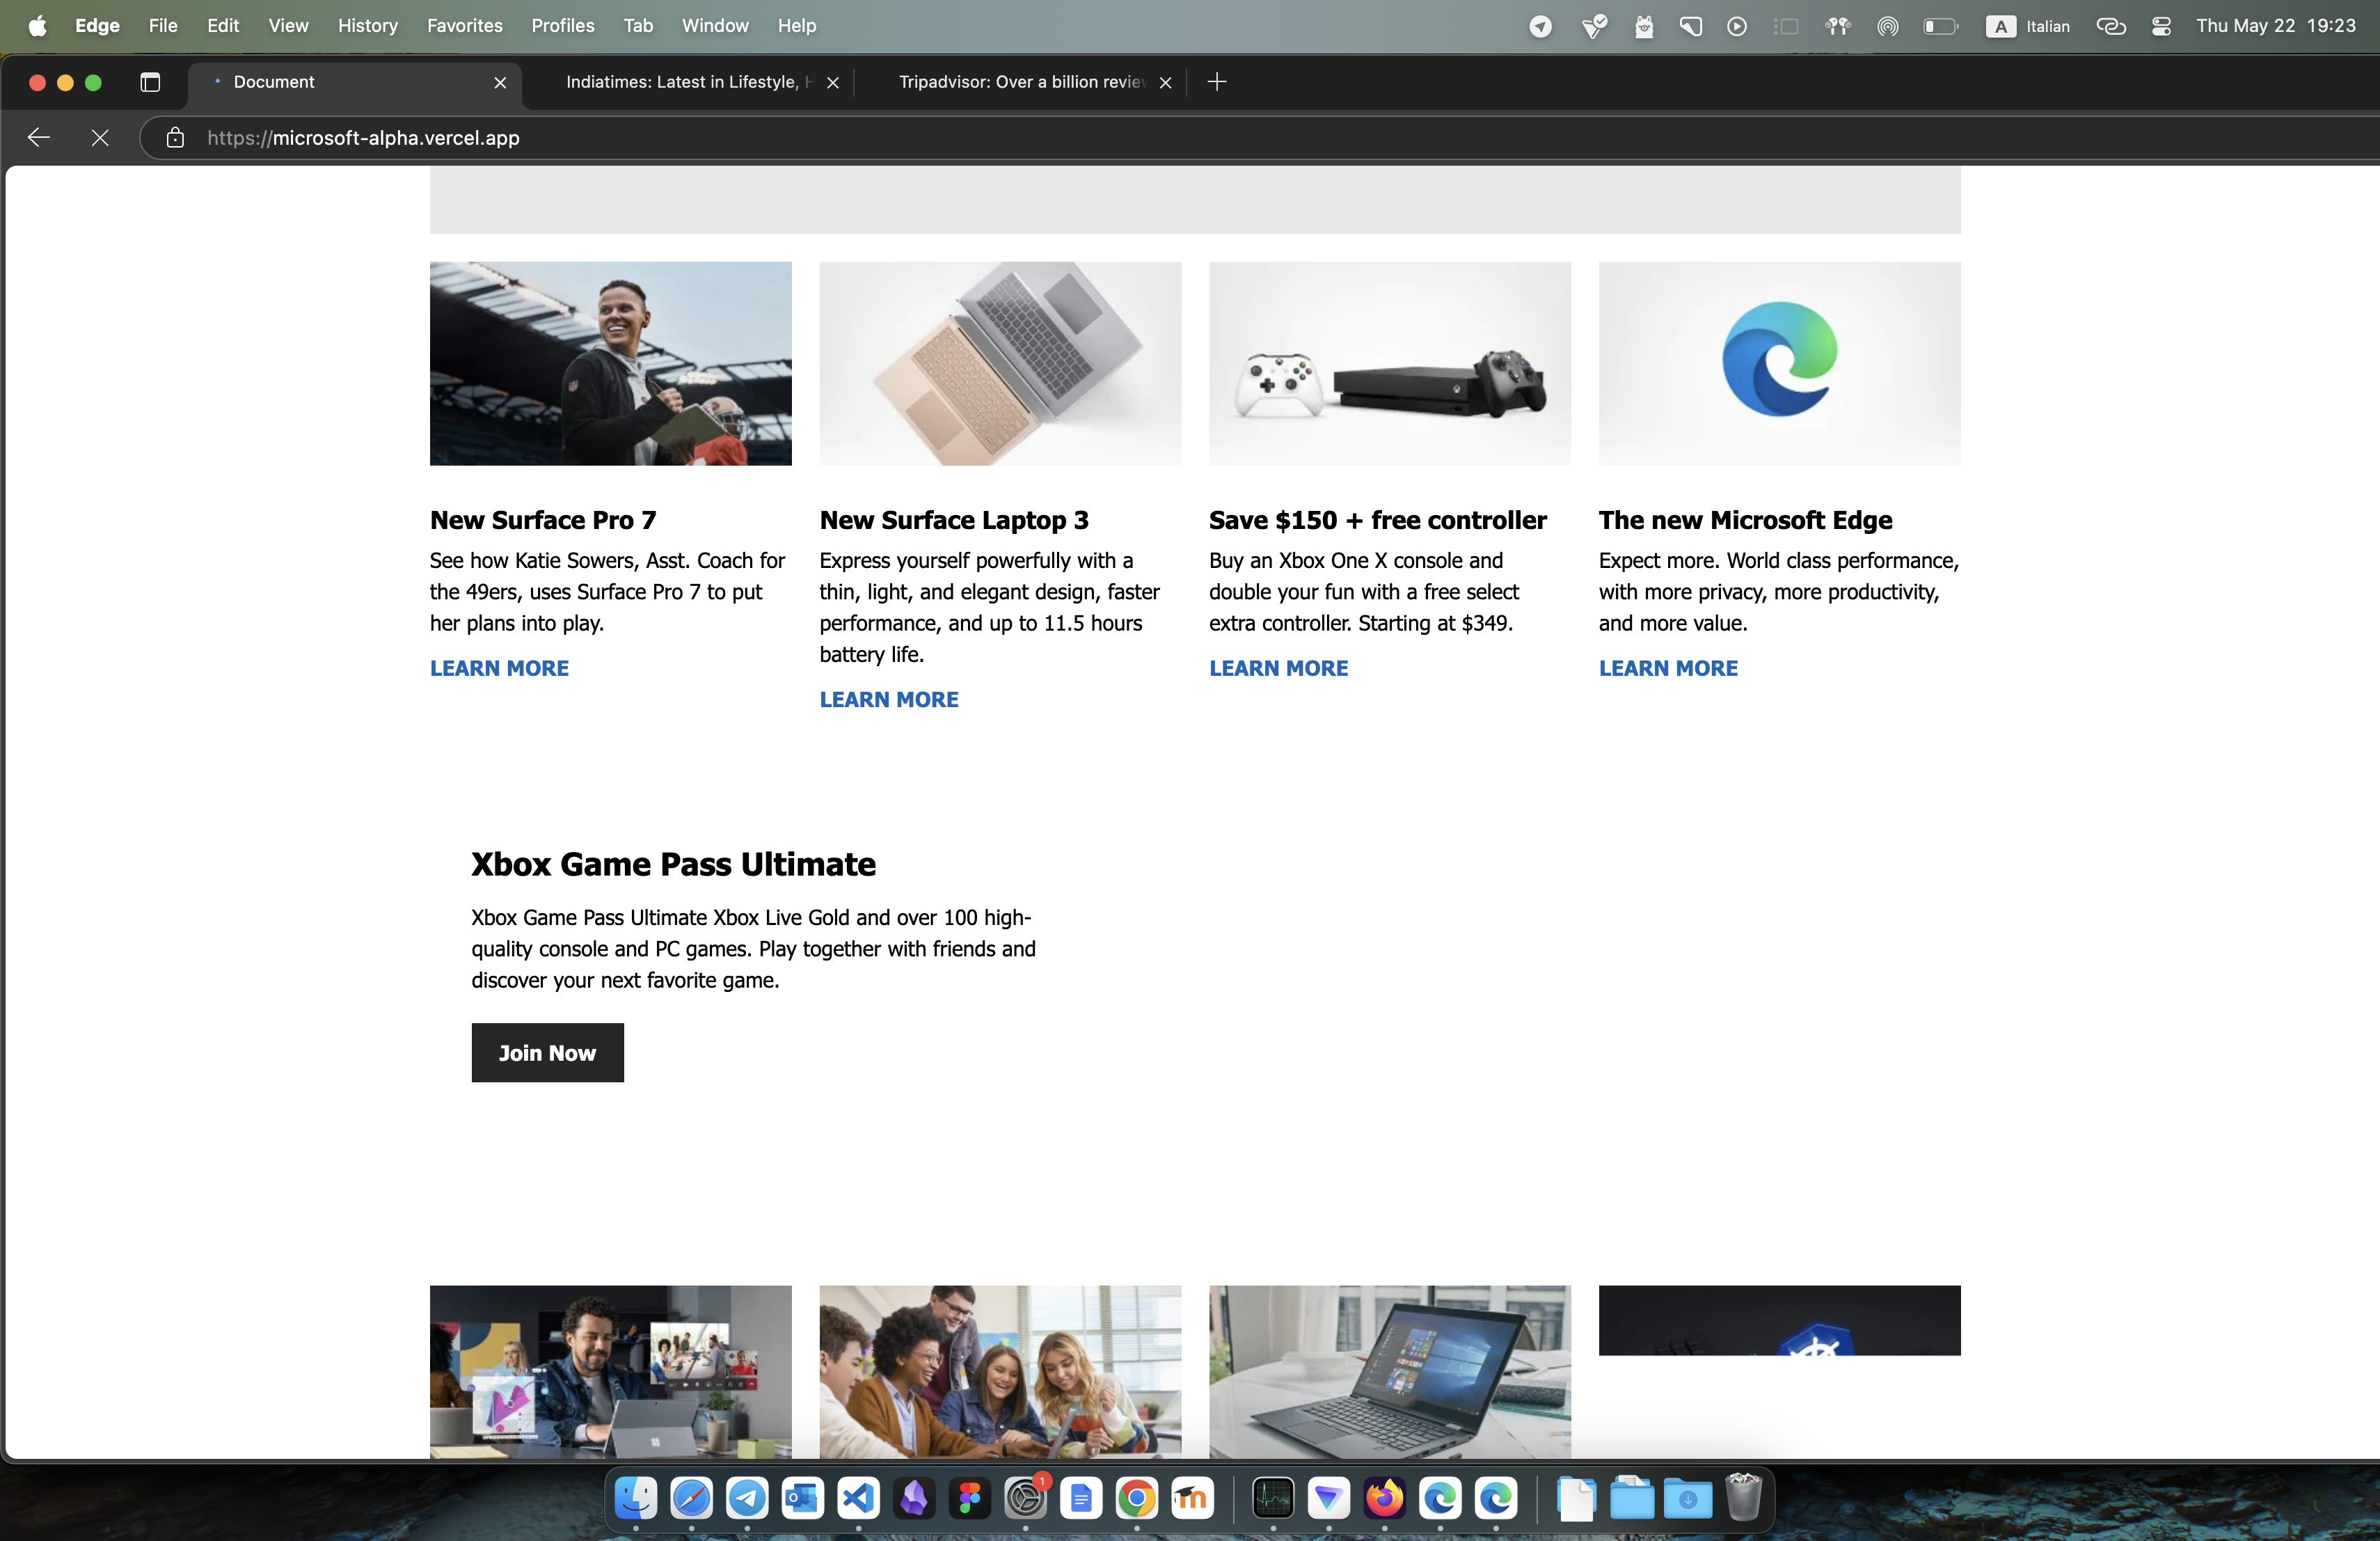 Edge File Edit View History Favorites Profiles Tab Window Help
A Italian Thu May 22 19:23
Document
Indiatimes: Latest in Lifestyle,
Tripadvisor: Over a billion
https://microsoft-alpha.vercel.app
New Surface Pro 7
See how Katie Sowers, Asst. Coach for
the 49ers, uses Surface Pro 7 to put
her plans into play.
LEARN MORE
New Surface Laptop 3
Express yourself powerfully with a
thin, light, and elegant design, faster
performance, and up to 11.5 hours
battery life.
LEARN MORE
Save $150 + free controller
Buy an Xbox One X console and
double your fun with a free select
extra controller. Starting at $349.
LEARN MORE
The new Microsoft Edge
Expect more. World class performance,
with more privacy, more productivity,
and more value.
LEARN MORE
Xbox Game Pass Ultimate
Xbox Game Pass Ultimate Xbox Live Gold and over 100 high-
quality console and PC games. Play together with friends and
discover your next favorite game.
Join Now
1